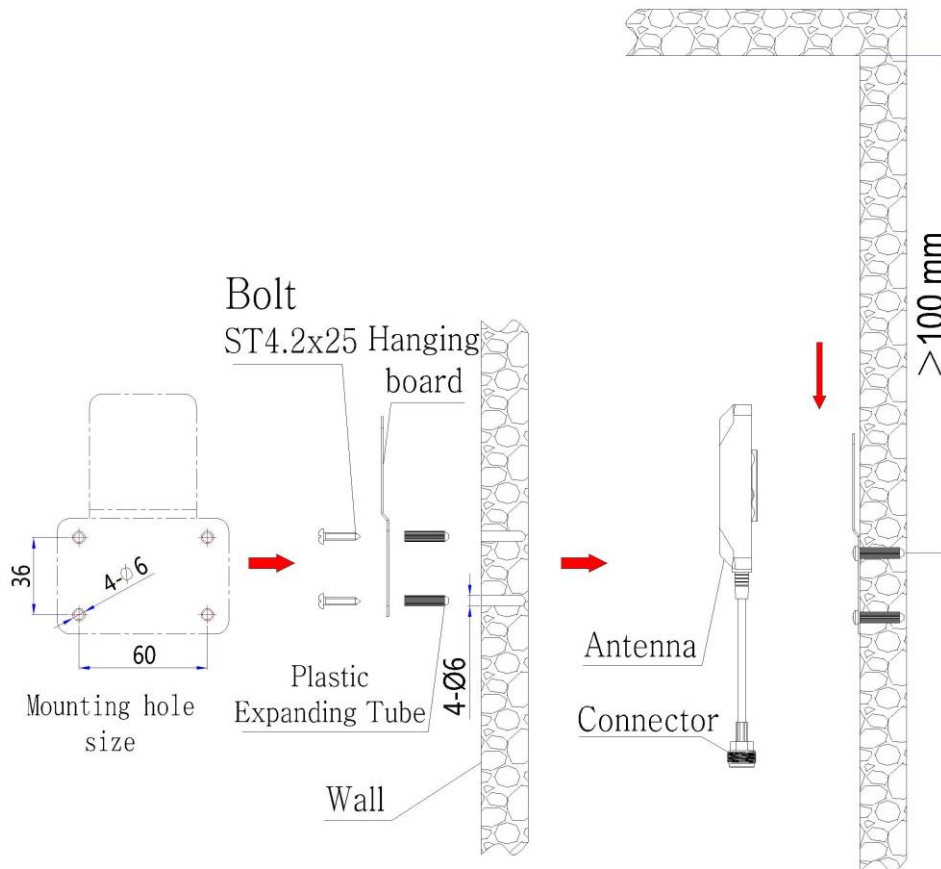 Bolt
ST4.2x25
Hanging
board
36
4-Ø6
60
Mounting hole
size
Plastic
Expanding Tube
4-Ø6
Wall
Antenna
Connector
>100 mm